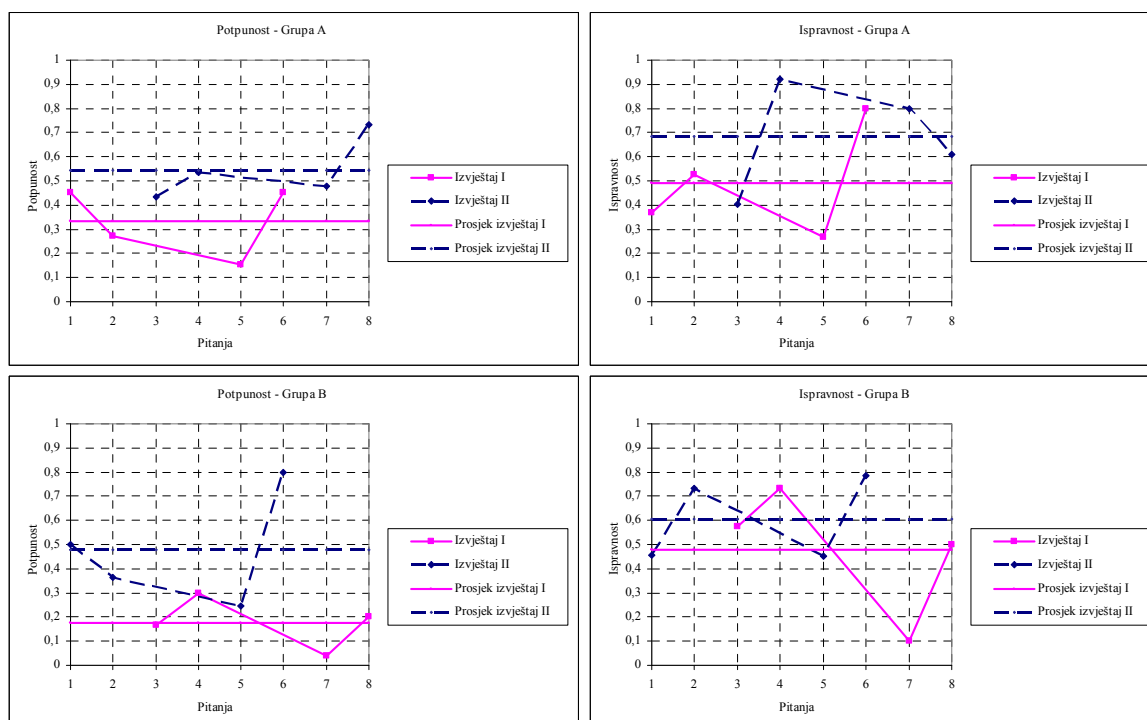 Potpunost - Grupa A
1
0,9
0,8
0,7
0,6
0,5
0,4
0,3
0,2
0,1
0
Potpunost
1 2 3 4 5 6 7 8
Pitanja
Izvještaj I
Izvještaj II
Prosjek izvještaj I
Prosjek izvještaj II
Ispravnost - Grupa A
1
0,9
0,8
0,7
0,6
0,5
0,4
0,3
0,2
0,1
0
Ispravnost
1 2 3 4 5 6 7 8
Pitanja
Izvještaj I
Izvještaj II
Prosjek izvještaj I
Prosjek izvještaj II
Potpunost - Grupa B
1
0,9
0,8
0,7
0,6
0,5
0,4
0,3
0,2
0,1
0
Potpunost
1 2 3 4 5 6 7 8
Pitanja
Izvještaj I
Izvještaj II
Prosjek izvještaj I
Prosjek izvještaj II
Ispravnost - Grupa B
1
0,9
0,8
0,7
0,6
0,5
0,4
0,3
0,2
0,1
0
Ispravnost
1 2 3 4 5 6 7 8
Pitanja
Izvještaj I
Izvještaj II
Prosjek izvještaj I
Prosjek izvještaj II